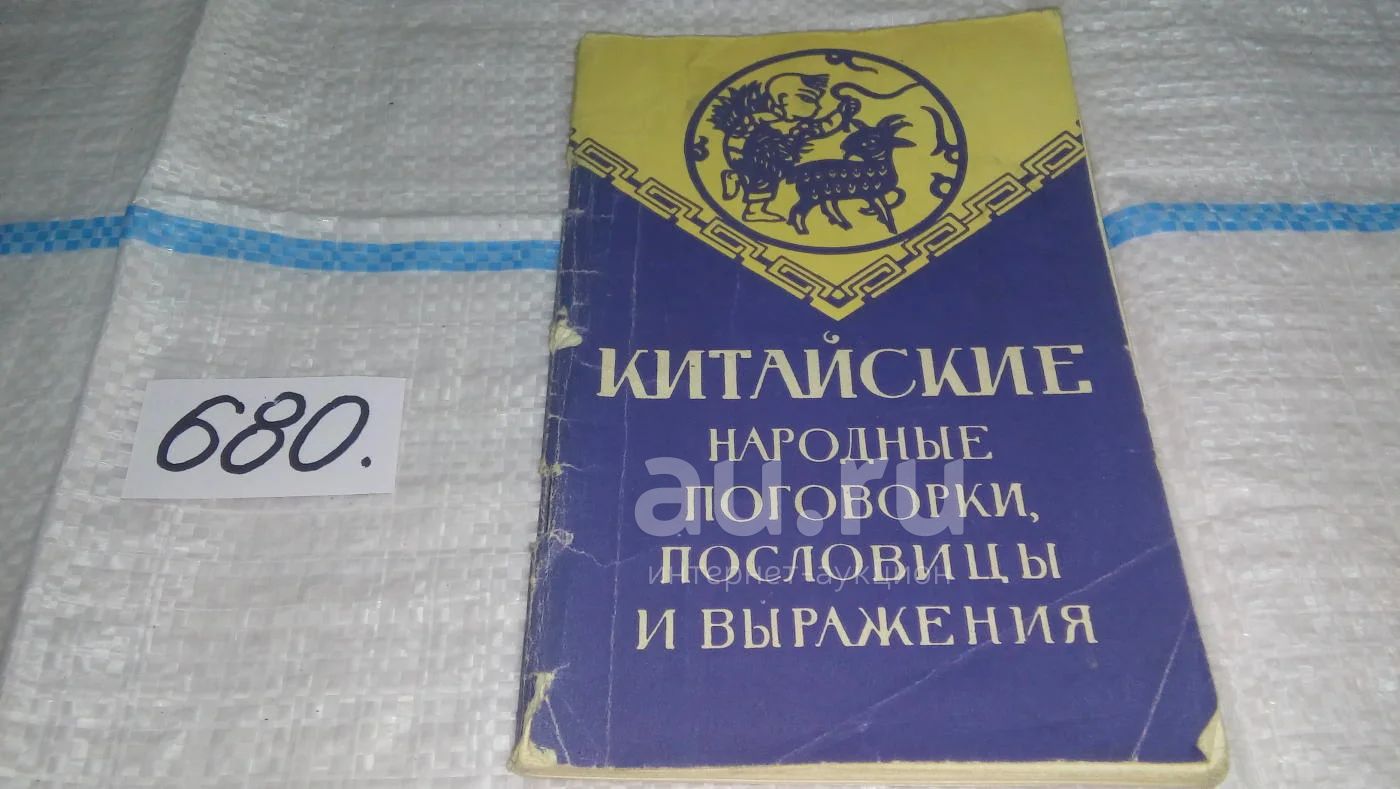 680.
КИТАЙСКИЕ
НАРОДНЫЕ
ПОГОВОРКИ,
ПОСЛОВИЦЫ
И ВЫРАЖЕНИЯ
au.ru
интернет-аукцион